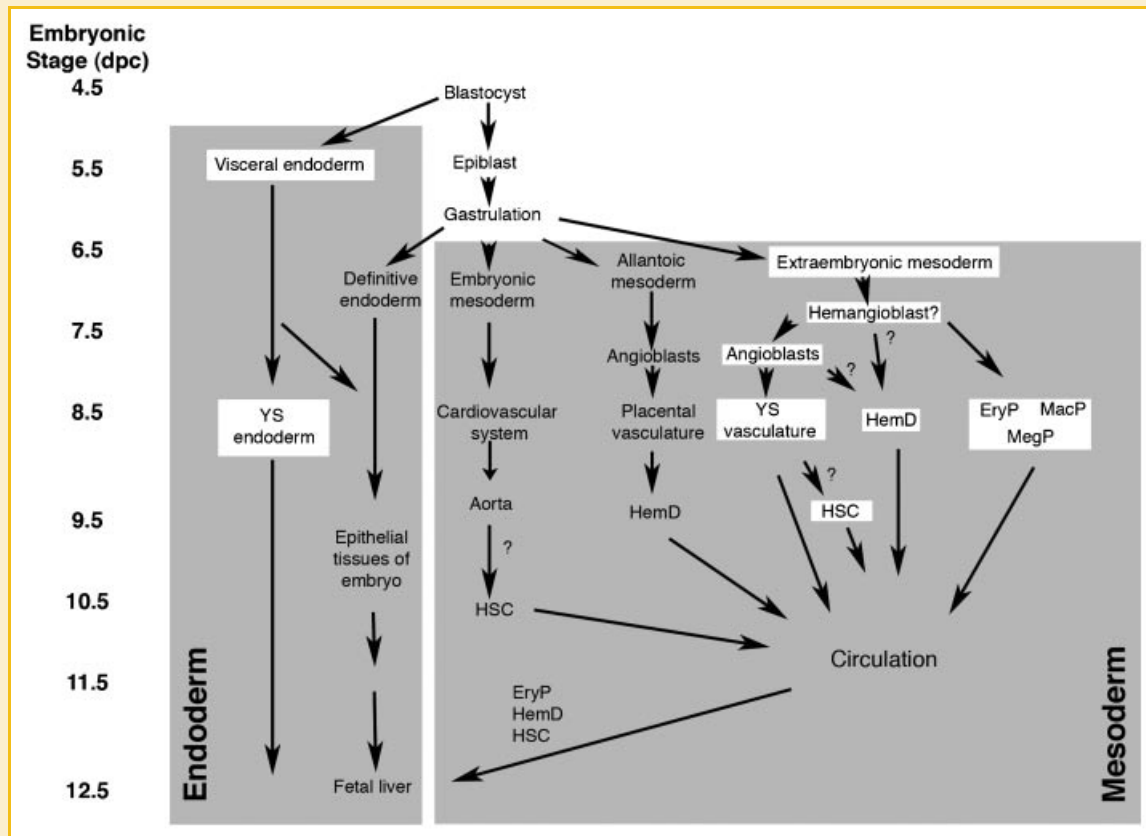 Embryonic
Stage (dpc)
4.5
Blastocyst
5.5
Visceral endoderm
Epiblast
Gastrulation
6.5
Definitive
endoderm
Embryonic
mesoderm
Allantoic
mesoderm
Extraembryonic mesoderm
Hemangioblast?
7.5
Angioblasts
Angioblasts
?
?
8.5
YS
endoderm
Cardiovascular
system
Placental
vasculature
YS
vasculature
HemD
EryP MacP
MegP
?
9.5
Aorta
HemD
HSC
Epithelial
tissues of
embryo
?
10.5
HSC
Circulation
11.5
EryP
HemD
HSC
12.5
Fetal liver
Endoderm
Mesoderm